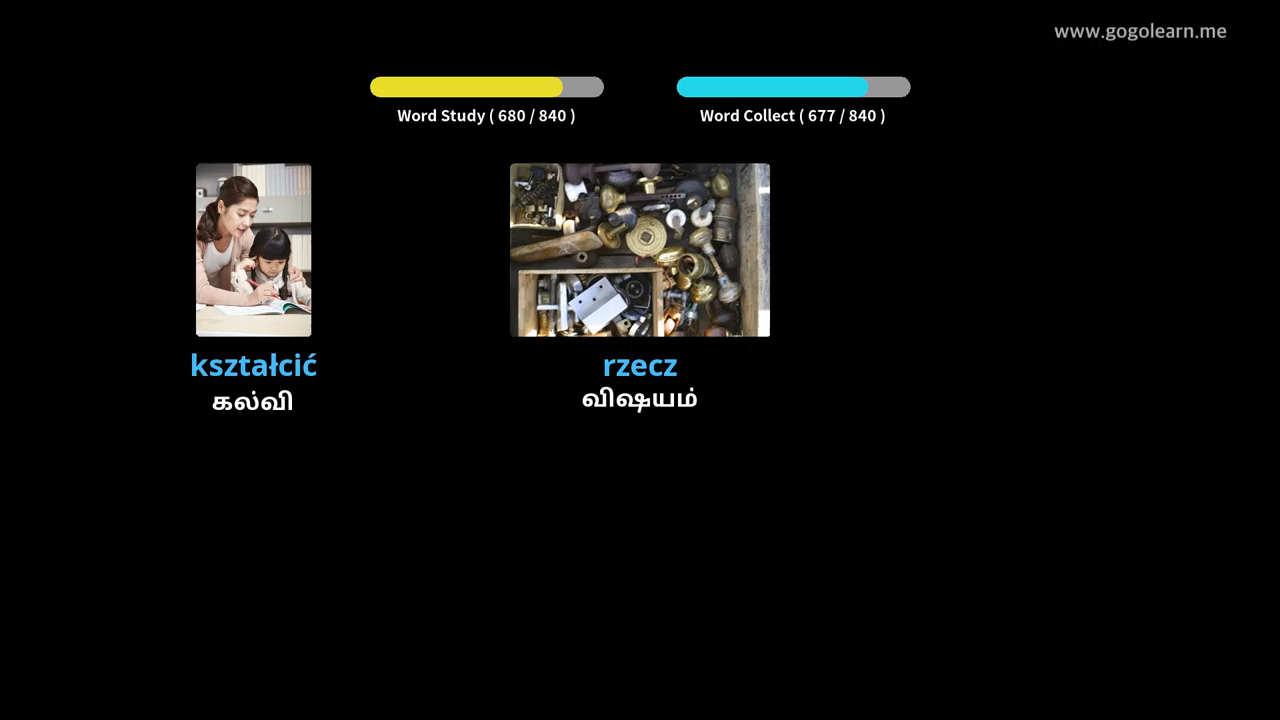 www.gogolearn.me
Word Study ( 680 / 840 )
Word Collect ( 677 / 840 )
kształcić
கல்வி
rzecz
விஷயம்